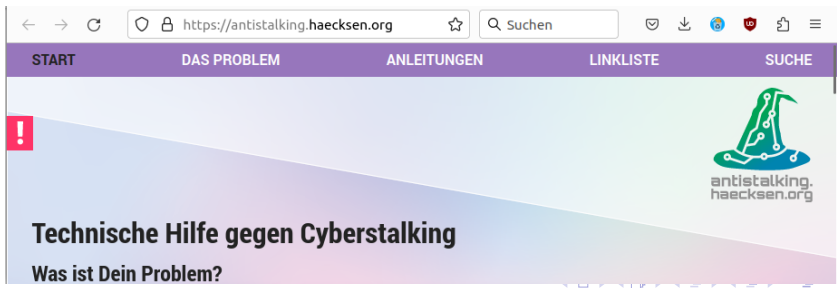 https://antistalking.haecksen.org
Suchen
START DAS PROBLEM ANLEITUNGEN LINKLISTE SUCHE
!
antistalking.
haecksen.org
Technische Hilfe gegen Cyberstalking
Was ist Dein Problem?